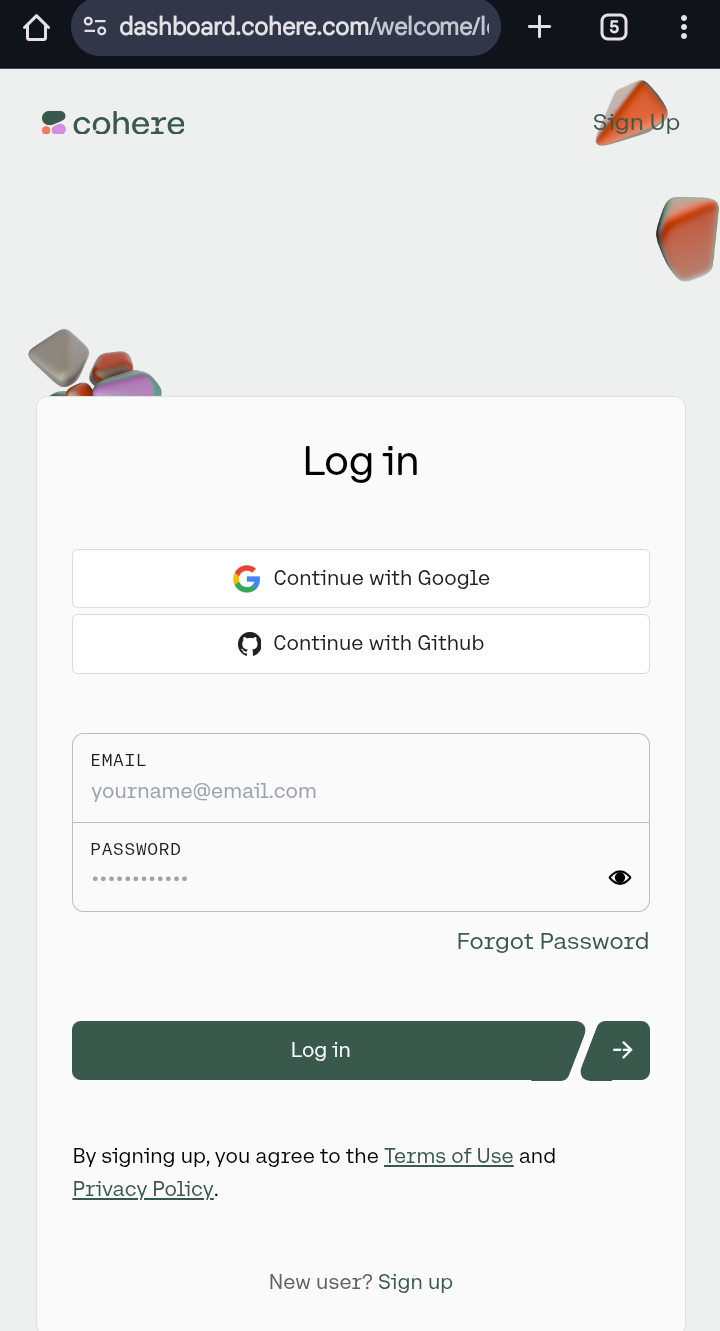 dashboard.cohere.com/welcome/l
5
cohere
Sign Up
Log in
Continue with Google
Continue with Github
EMAIL
yourname@email.com
PASSWORD
••••••••••••
Forgot Password
Log in
By signing up, you agree to the Terms of Use and
Privacy Policy.
New user? Sign up